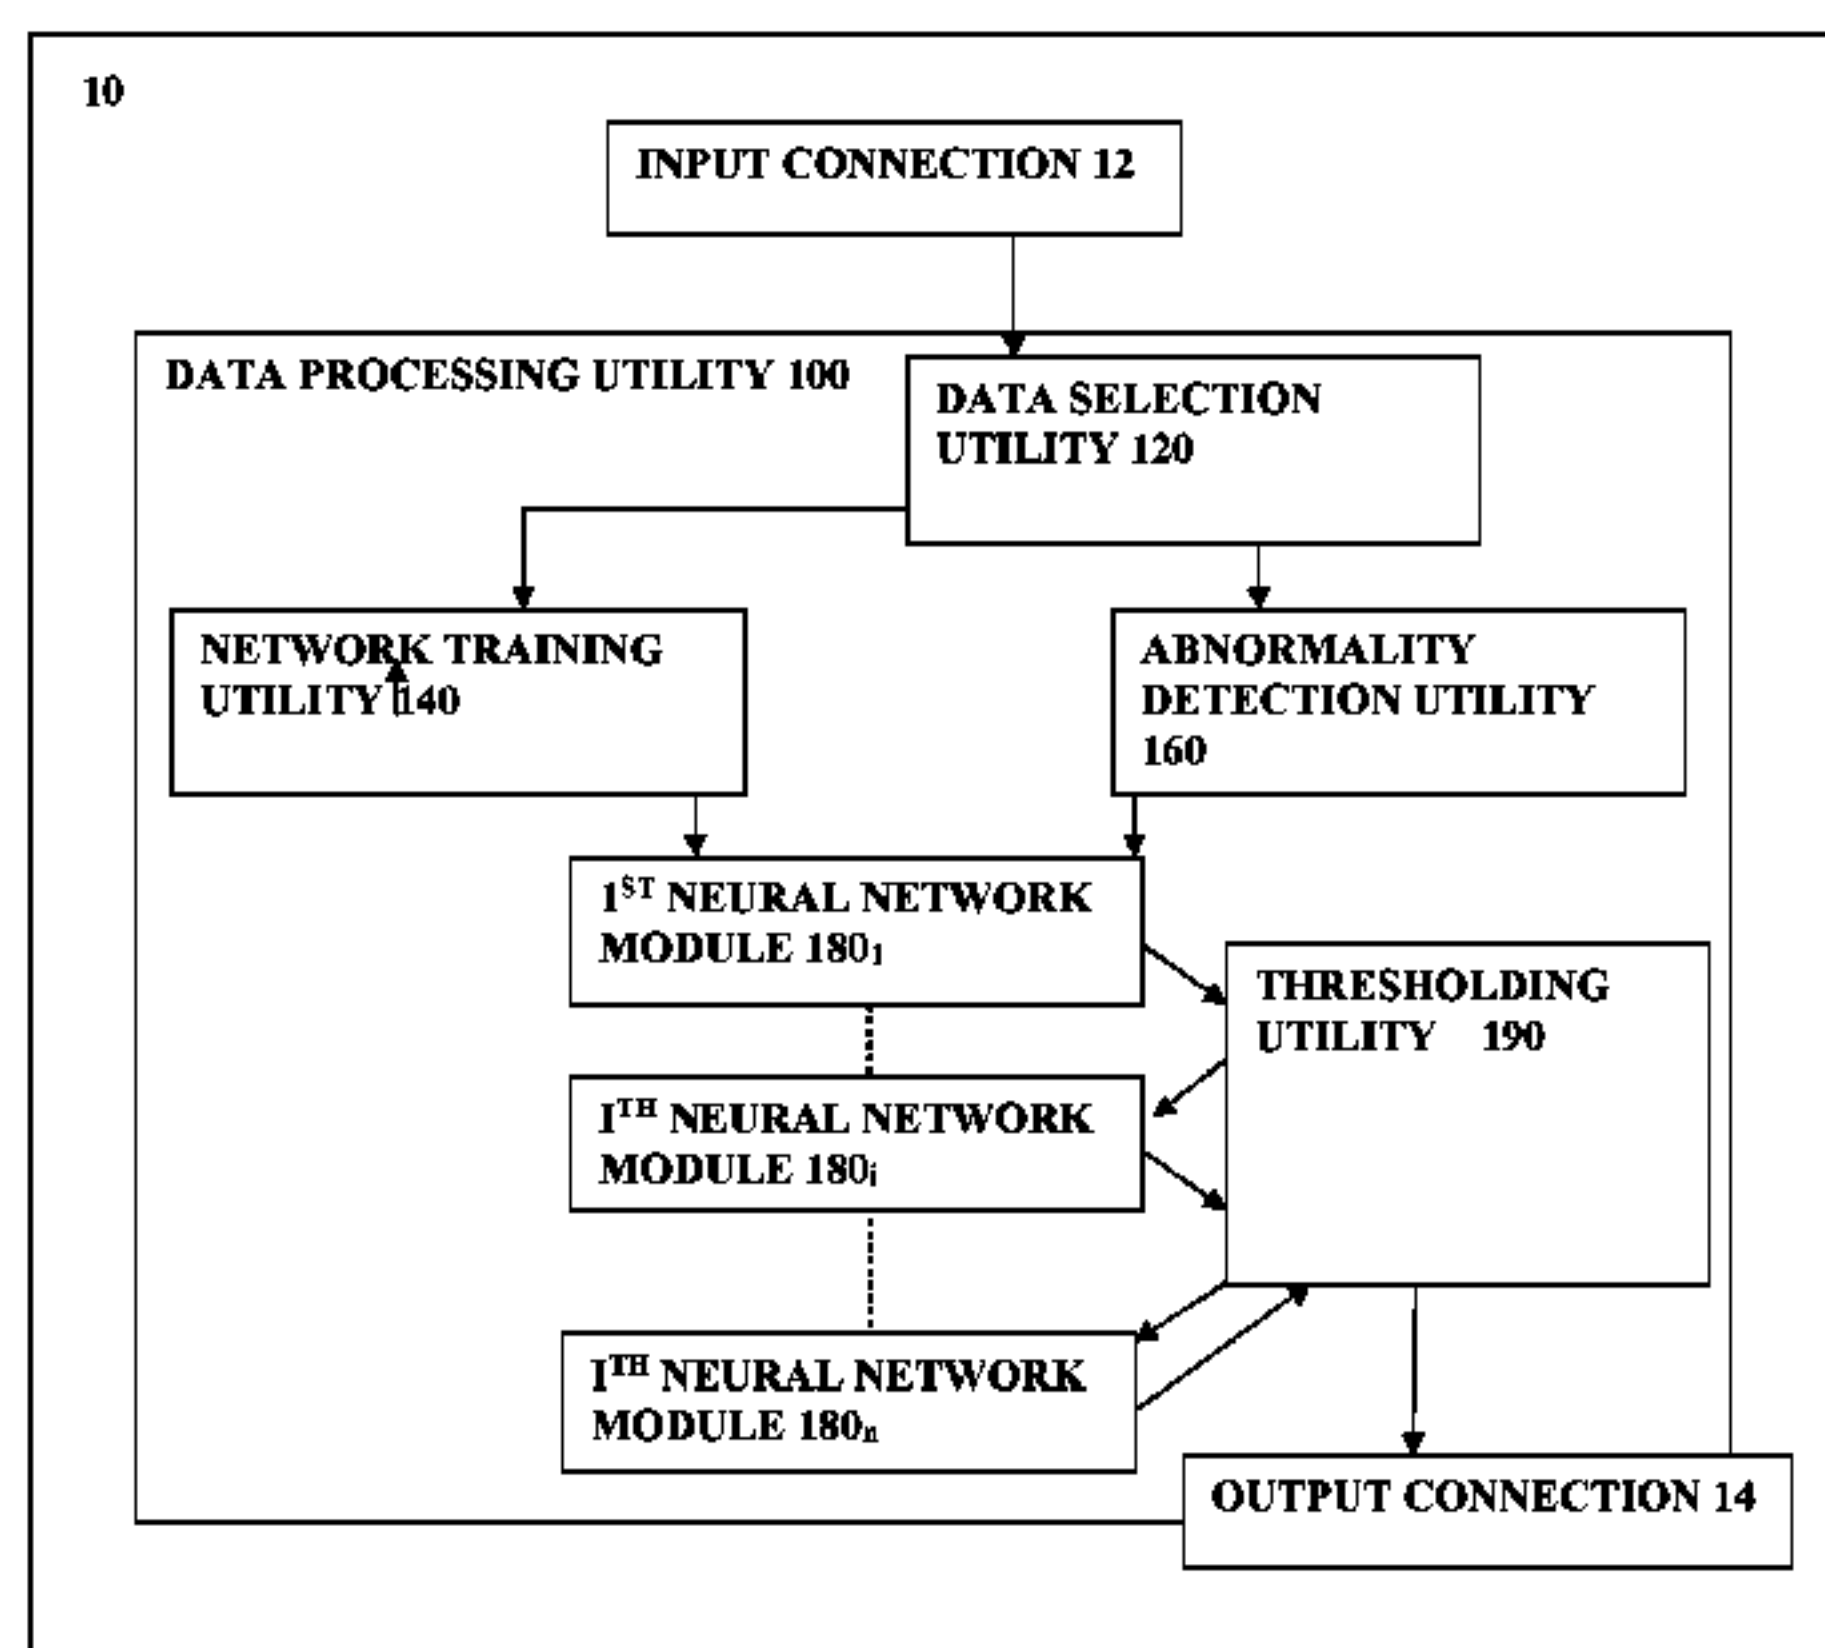 10
INPUT CONNECTION 12
DATA PROCESSING UTILITY 100
DATA SELECTION
UTILITY 120
NETWORK TRAINING
UTILITY 140
ABNORMALITY
DETECTION UTILITY
160
1ST NEURAL NETWORK
MODULE 1801
THRESHOLDING
UTILITY 190
ITH NEURAL NETWORK
MODULE 180i
ITH NEURAL NETWORK
MODULE 180n
OUTPUT CONNECTION 14